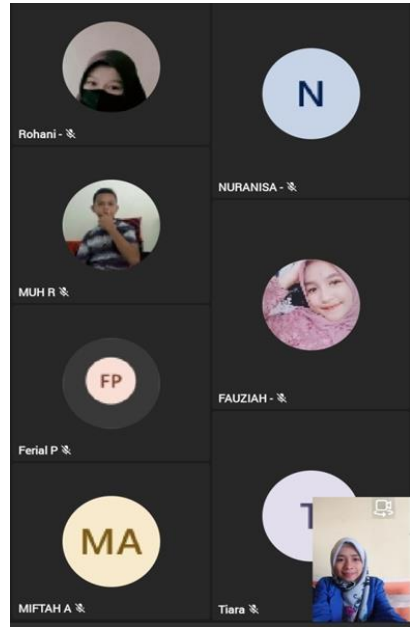 Rohani -
N
NURANISA -
MUH R
FP
Ferial P
FAUZIAH -
MA
MIFTAH A
T
Tiara